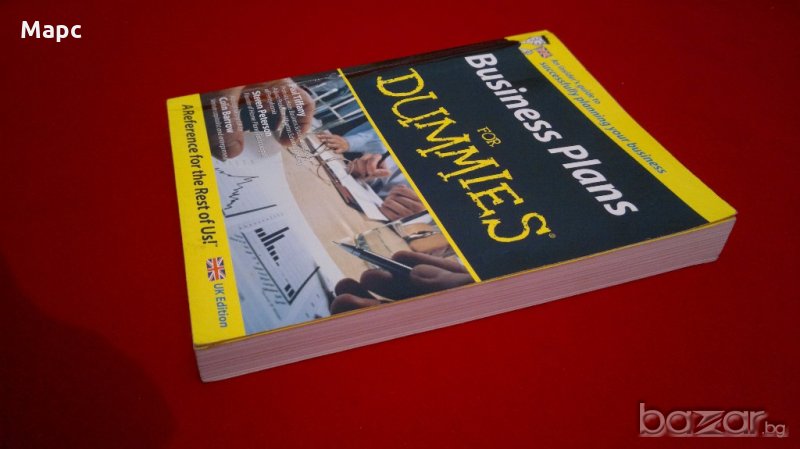 Марс
An insider's guide to
successfully planning your business
Business Plans
FOR
DUMMIES®
Paul Tiffany
Steven Peterson
Colin Barrow
A Reference for the Rest of Us!™
UK Edition
bazar.bg